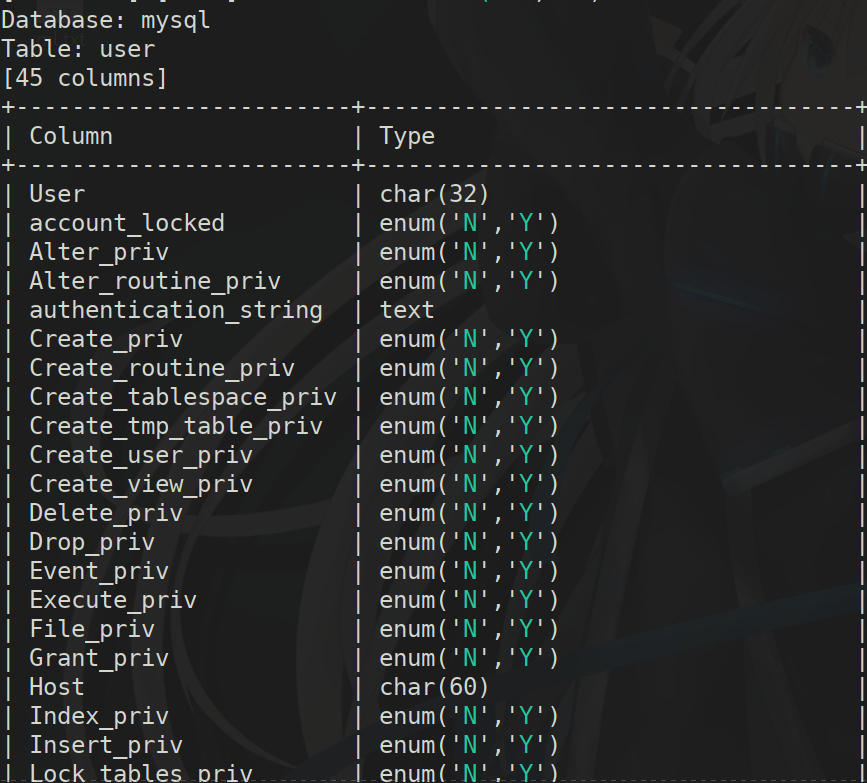 Database: mysql
Table: user
[45 columns]
+------------------------+-----------------------------------+
| Column                 | Type                              |
+------------------------+-----------------------------------+
| User                   | char(32)                          |
| account_locked         | enum('N','Y')                     |
| Alter_priv             | enum('N','Y')                     |
| Alter_routine_priv     | enum('N','Y')                     |
| authentication_string  | text                              |
| Create_priv            | enum('N','Y')                     |
| Create_routine_priv    | enum('N','Y')                     |
| Create_tablespace_priv | enum('N','Y')                     |
| Create_tmp_table_priv  | enum('N','Y')                     |
| Create_user_priv       | enum('N','Y')                     |
| Create_view_priv       | enum('N','Y')                     |
| Delete_priv            | enum('N','Y')                     |
| Drop_priv              | enum('N','Y')                     |
| Event_priv             | enum('N','Y')                     |
| Execute_priv           | enum('N','Y')                     |
| File_priv              | enum('N','Y')                     |
| Grant_priv             | enum('N','Y')                     |
| Host                   | char(60)                          |
| Index_priv             | enum('N','Y')                     |
| Insert_priv            | enum('N','Y')                     |
| Lock_tables_priv       | enum('N','Y')                     |